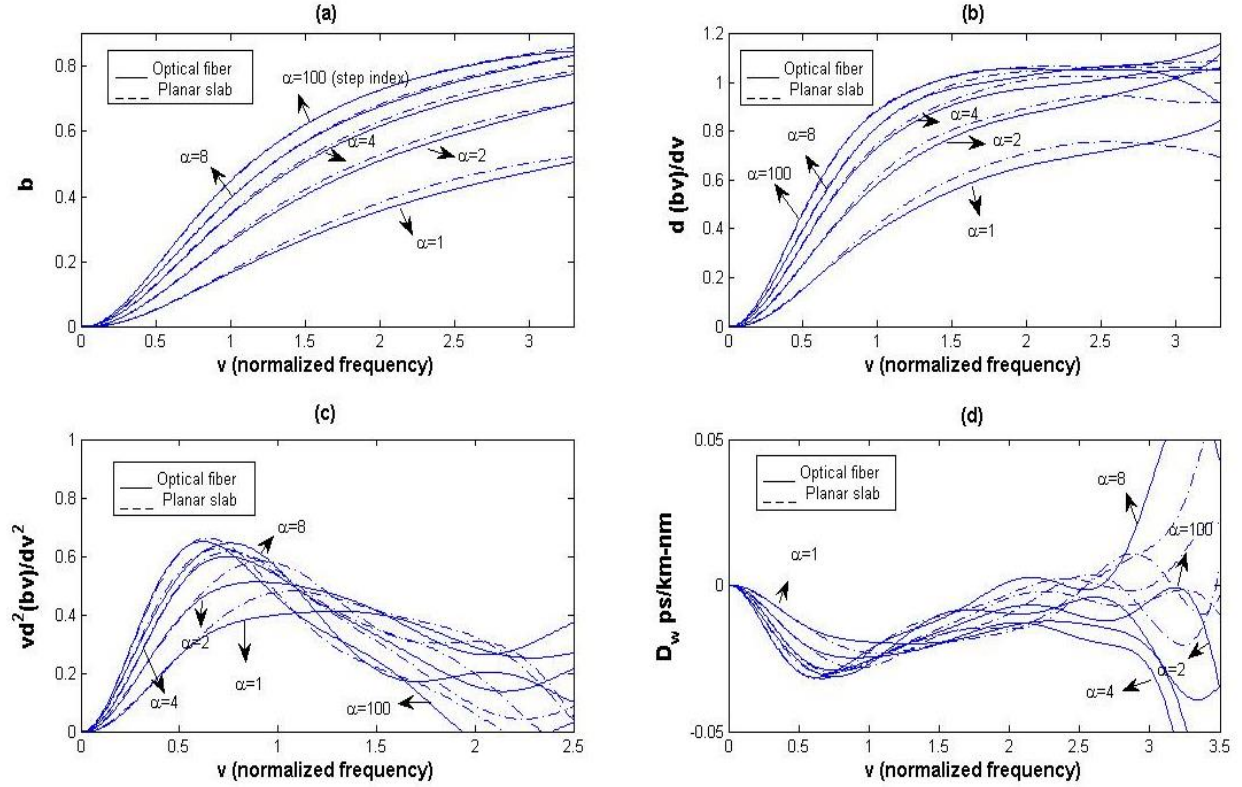 (a)
0.8
0.6
0.4
0.2
0
0 0.5 1 1.5 2 2.5 3
b
v (normalized frequency)
Optical fiber
Planar slab
α=100 (step index)
α=8
α=4
α=2
α=1
(b)
1.2
1
0.8
0.6
0.4
0.2
0
0 0.5 1 1.5 2 2.5 3
d (bv)/dv
v (normalized frequency)
Optical fiber
Planar slab
α=4
α=8
α=2
α=100
α=1
(c)
1
0.8
0.6
0.4
0.2
0
0 0.5 1 1.5 2 2.5
vd²(bv)/dv²
v (normalized frequency)
Optical fiber
Planar slab
α=8
α=2
α=1
α=4
α=100
(d)
0.05
0
-0.05
0 0.5 1 1.5 2 2.5 3 3.5
D_w ps/km-nm
v (normalized frequency)
Optical fiber
Planar slab
α=8
α=100
α=1
α=2
α=4